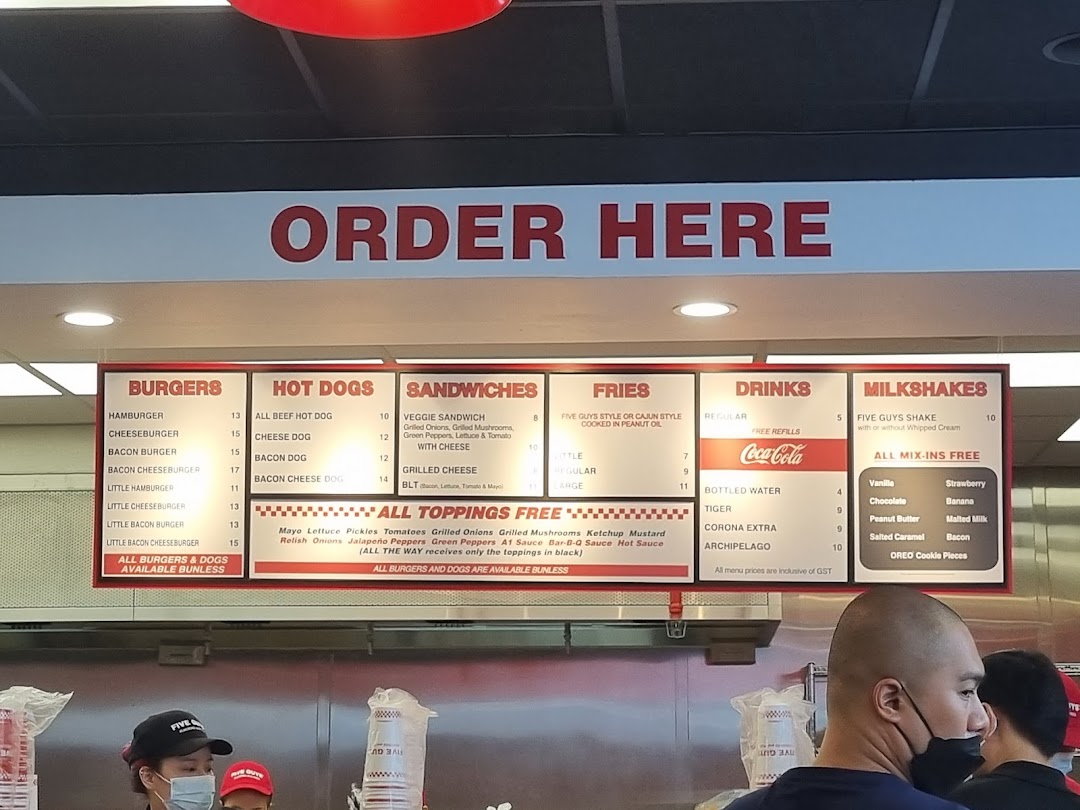 ORDER HERE
BURGERS
HAMBURGER 13
CHEESEBURGER 15
BACON BURGER 15
BACON CHEESEBURGER 17
LITTLE HAMBURGER 11
LITTLE CHEESEBURGER 13
LITTLE BACON BURGER 13
LITTLE BACON CHEESEBURGER 15
ALL BURGERS & DOGS
AVAILABLE BUNLESS
HOT DOGS
ALL BEEF HOT DOG 10
CHEESE DOG 12
BACON DOG 12
BACON CHEESE DOG 14
SANDWICHES
VEGGIE SANDWICH 8
Grilled Onions, Grilled Mushrooms,
Green Peppers, Lettuce & Tomato
WITH CHEESE 10
GRILLED CHEESE
BLT (Bacon, Lettuce, Tomato & Mayo) 11
FRIES
FIVE GUYS STYLE OR CAJUN STYLE
COOKED IN PEANUT OIL
LITTLE 7
REGULAR 9
LARGE 11
ALL TOPPINGS FREE
Mayo Lettuce Pickles Tomatoes Grilled Onions Grilled Mushrooms Ketchup Mustard
Relish Onions Jalapeño Peppers Green Peppers A1 Sauce Bar-B-Q Sauce Hot Sauce
(ALL THE WAY receives only the toppings in black)
ALL BURGERS AND DOGS ARE AVAILABLE BUNLESS
DRINKS
REGULAR 5
FREE REFILLS
Coca-Cola
BOTTLED WATER 4
TIGER 9
CORONA EXTRA 9
ARCHIPELAGO 10
All menu prices are inclusive of GST
MILKSHAKES
FIVE GUYS SHAKE 10
with or without Whipped Cream
ALL MIX-INS FREE
Vanilla Strawberry
Chocolate Banana
Peanut Butter Malted Milk
Salted Caramel Bacon
OREO Cookie Pieces
FIVE GUYS